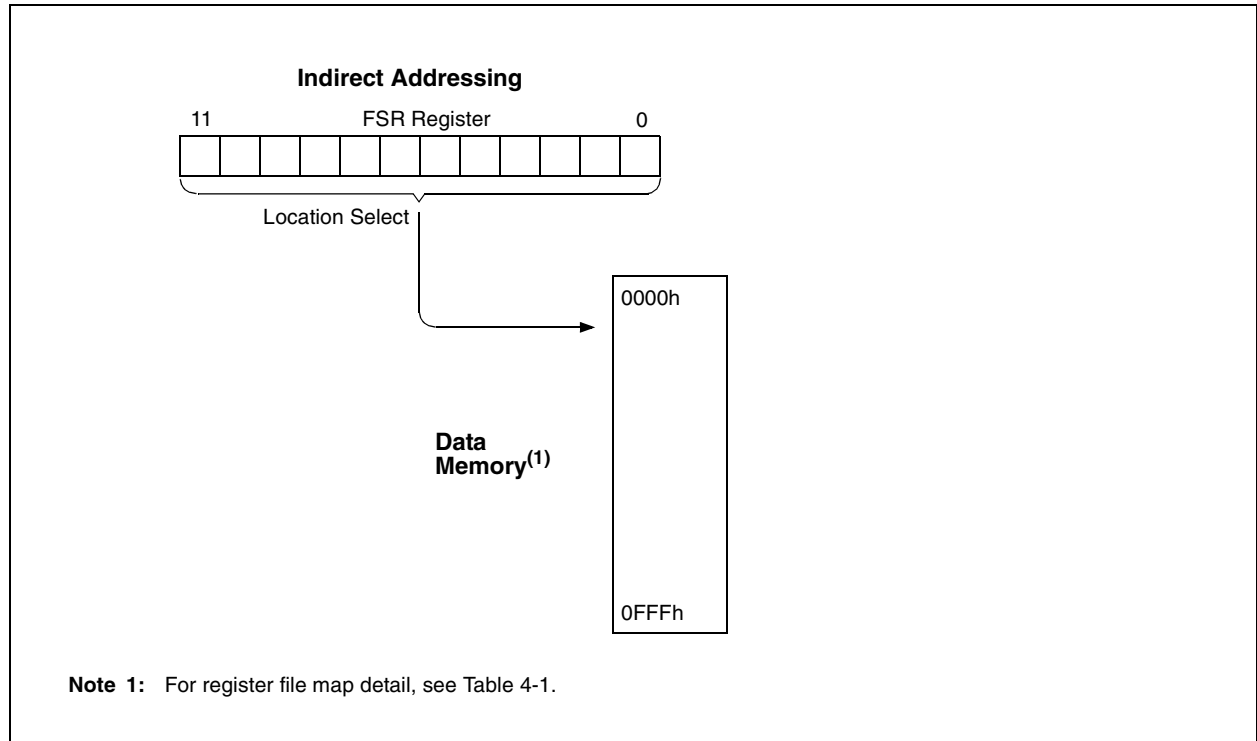 Indirect Addressing
11 FSR Register 0
Location Select
0000h
Data
Memory(1)
0FFFh
Note 1: For register file map detail, see Table 4-1.